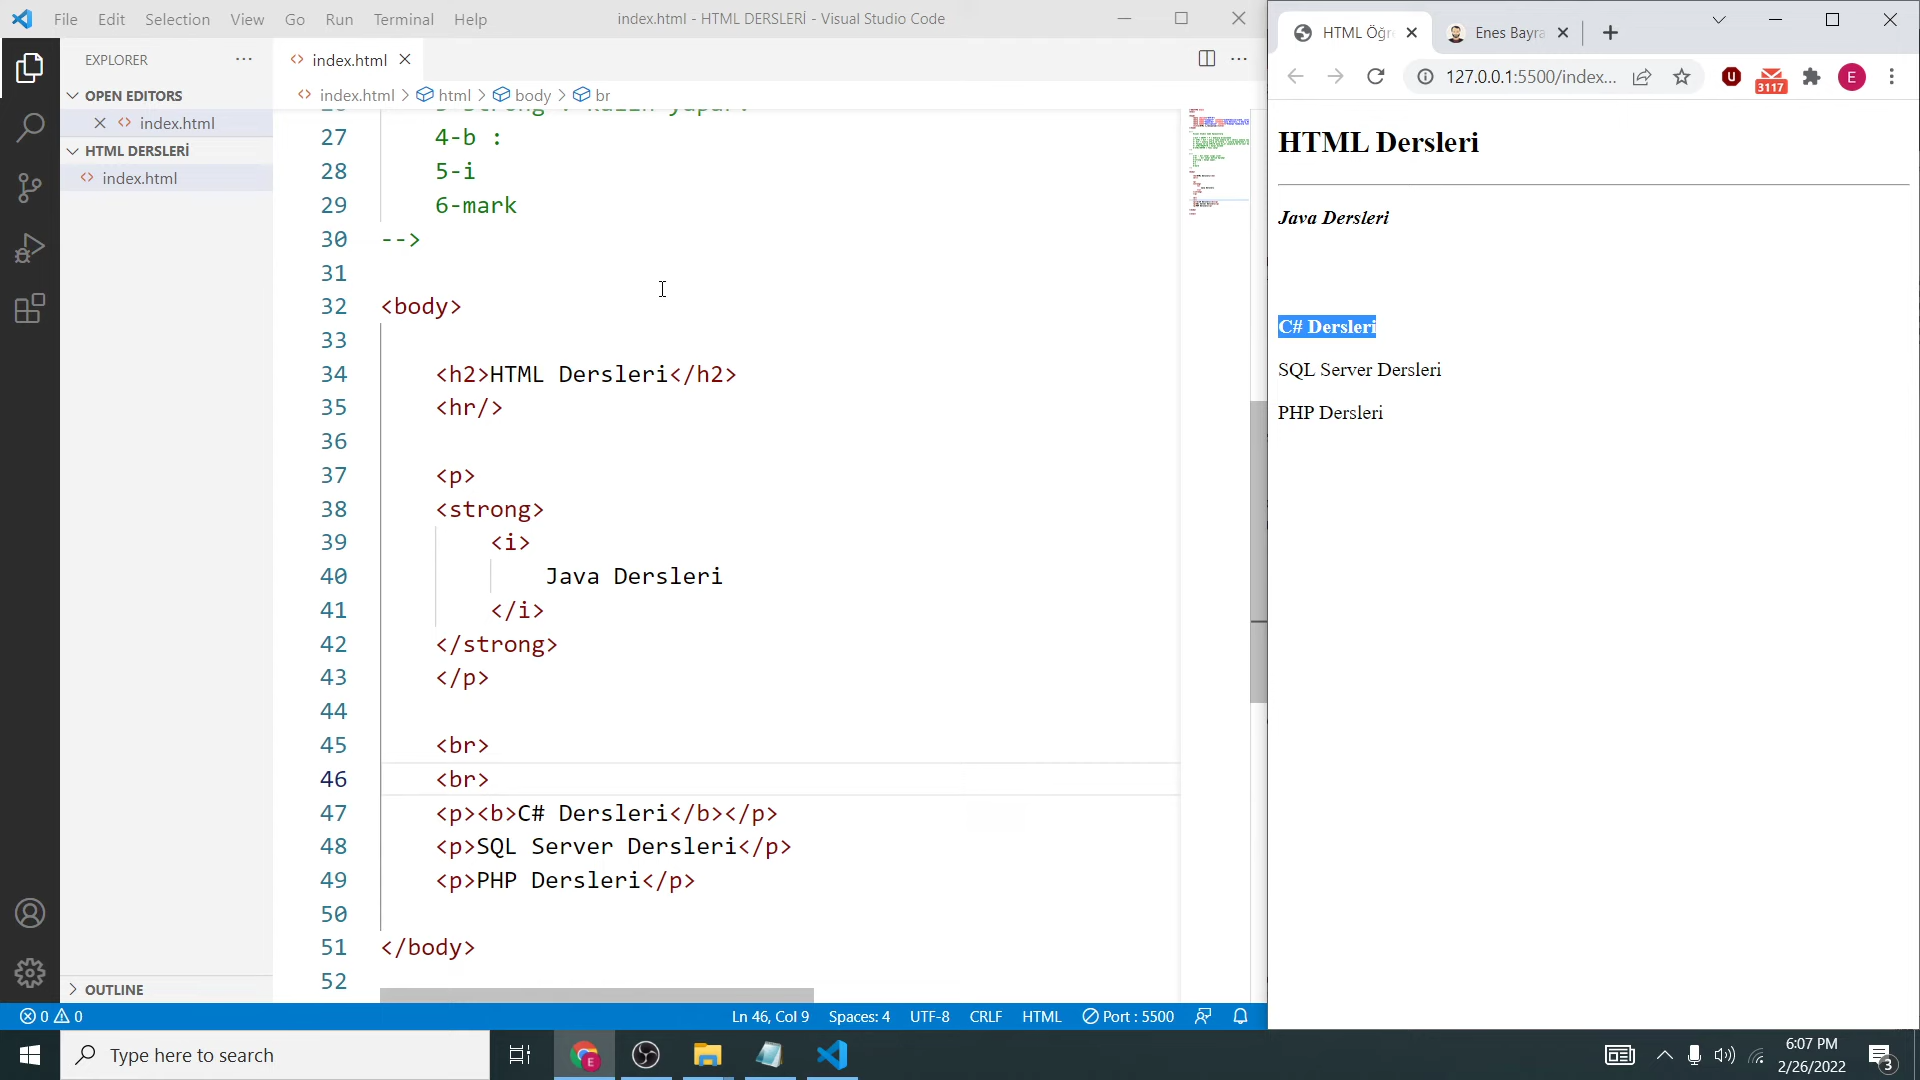 File Edit Selection View Go Run Terminal Help
index.html - HTML DERSLERİ - Visual Studio Code
EXPLORER
OPEN EDITORS
index.html
HTML DERSLERİ
index.html
OUTLINE
index.html
index.html > html > body > br
27 4-b :
28 5-i
29 6-mark
30 -->
31
32 <body>
33
34 <h2>HTML Dersleri</h2>
35 <hr/>
36
37 <p>
38 <strong>
39 <i>
40 Java Dersleri
41 </i>
42 </strong>
43 </p>
44
45 <br>
46 <br>
47 <p><b>C# Dersleri</b></p>
48 <p>SQL Server Dersleri</p>
49 <p>PHP Dersleri</p>
50
51 </body>
52
0 0 Ln 46, Col 9 Spaces: 4 UTF-8 CRLF HTML Port : 5500
HTML Öğr
Enes Bayra
127.0.0.1:5500/index...
U
3117
E
HTML Dersleri
Java Dersleri
C# Dersleri
SQL Server Dersleri
PHP Dersleri
Type here to search
E
6:07 PM
2/26/2022
3